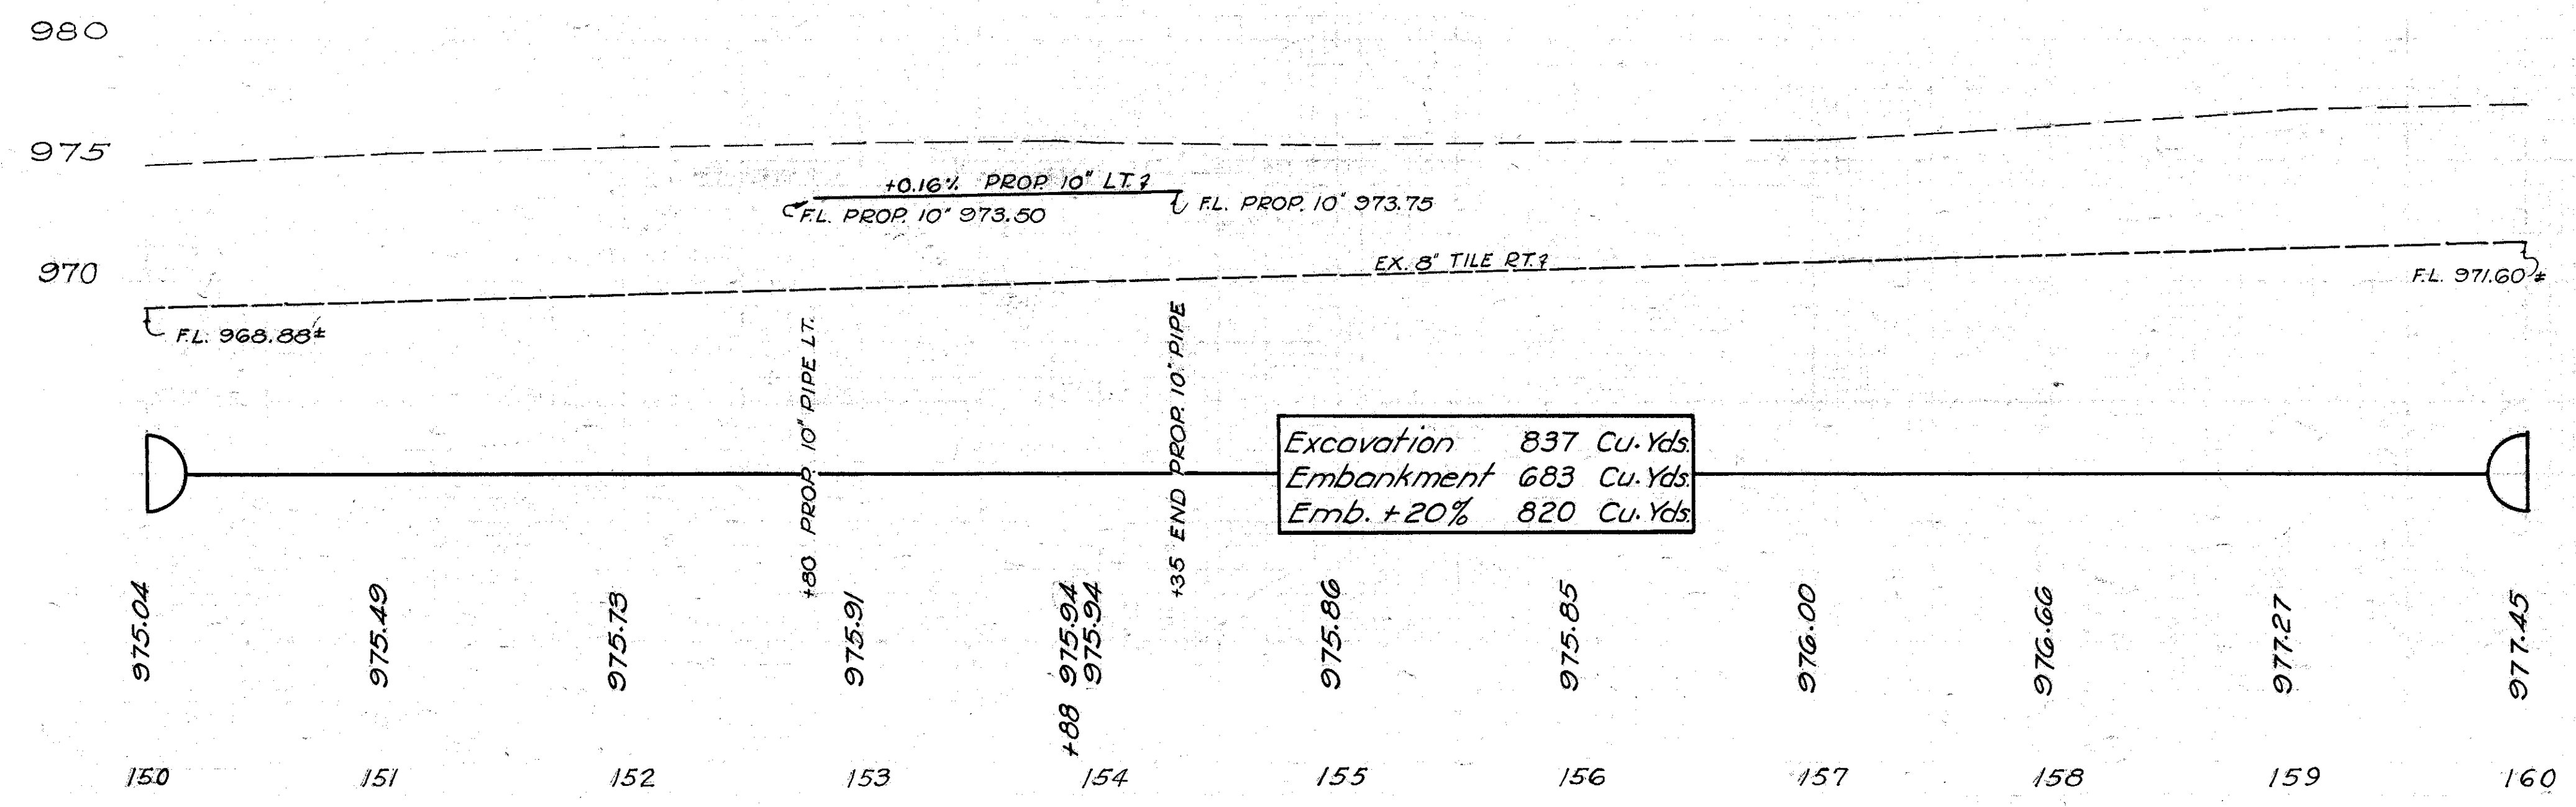 980
975
970
+0.16% PROP. 10" LT.
F.L. PROP. 10" 973.50
F.L. PROP. 10" 973.75
EX. 8" TILE RT.
F.L. 968.88±
F.L. 971.60±
+80 PROP. 10" PIPE LT.
+35 END PROP. 10" PIPE
Excavation 837 Cu. Yds.
Embankment 683 Cu. Yds.
Emb. +20% 820 Cu. Yds.
975.04
975.49
975.73
975.91
+88 975.94
975.94
975.86
975.85
976.00
976.66
977.27
977.45
150 151 152 153 154 155 156 157 158 159 160